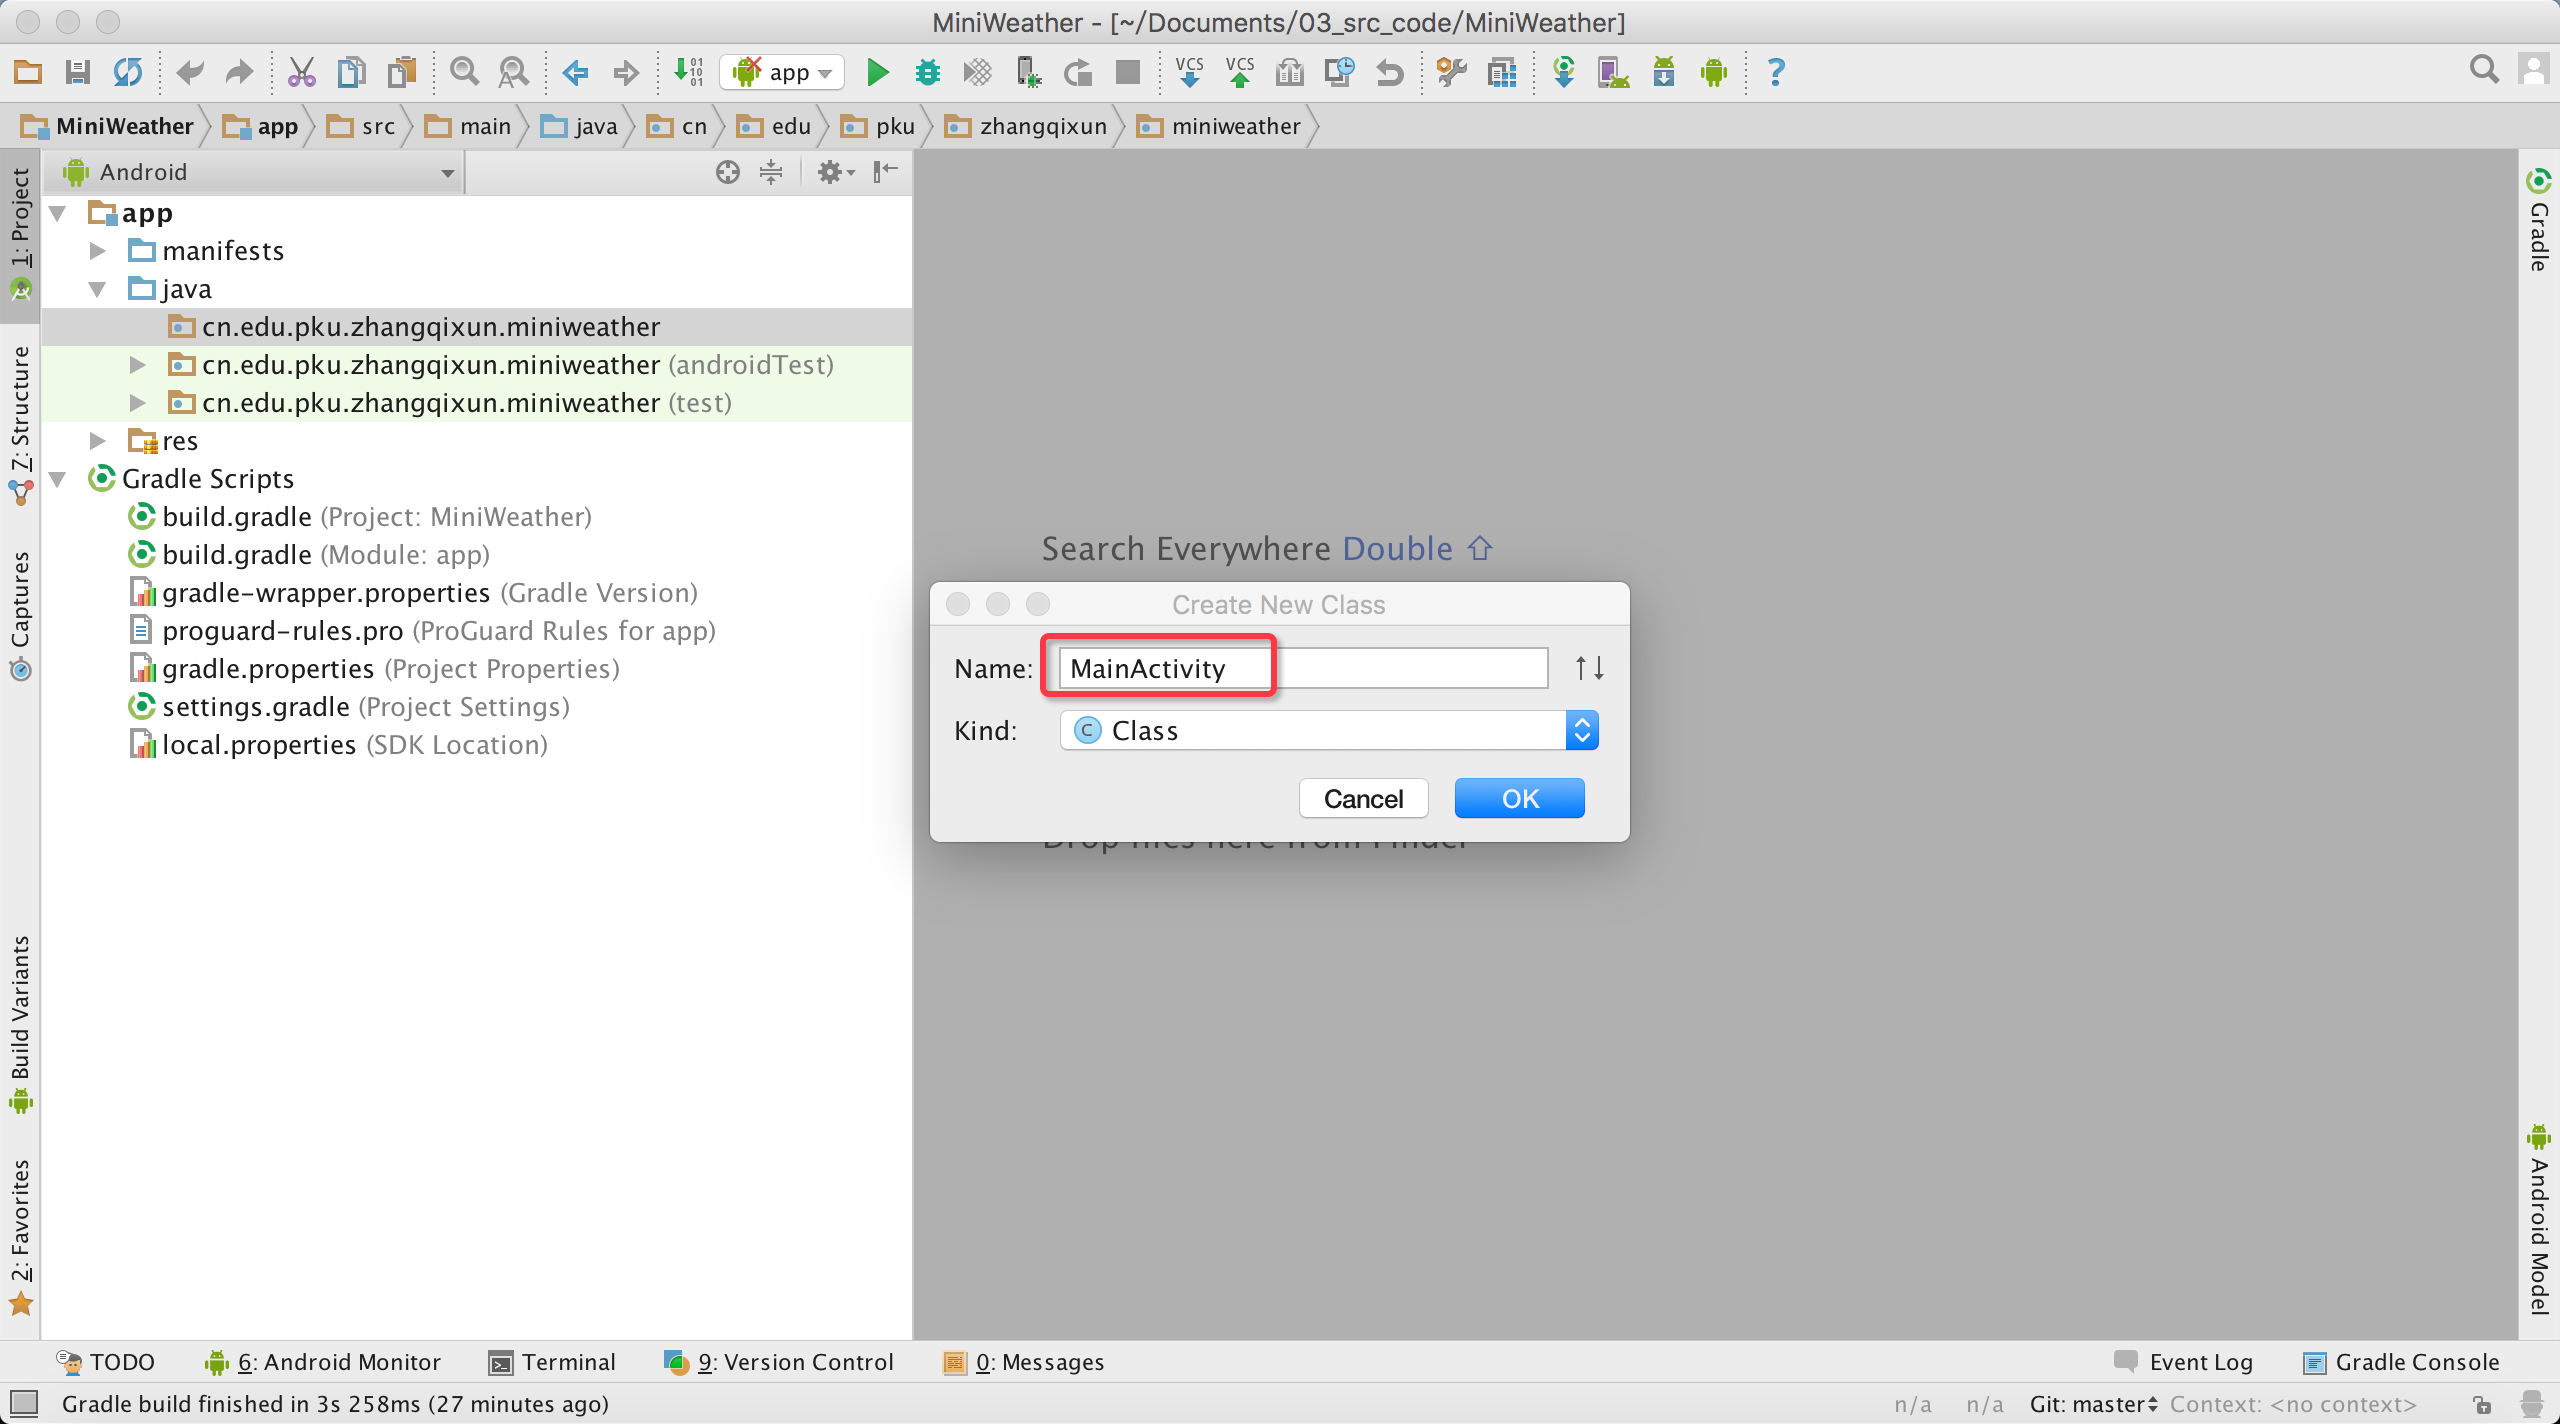 MiniWeather - [~/Documents/03_src_code/MiniWeather]
VCS VCS
app
?
MiniWeather app src main java cn edu pku zhangqixun miniweather
1: Project
7: Structure
Captures
Build Variants
2: Favorites
Android
app
manifests
java
cn.edu.pku.zhangqixun.miniweather
cn.edu.pku.zhangqixun.miniweather (androidTest)
cn.edu.pku.zhangqixun.miniweather (test)
res
Gradle Scripts
build.gradle (Project: MiniWeather)
build.gradle (Module: app)
gradle-wrapper.properties (Gradle Version)
proguard-rules.pro (ProGuard Rules for app)
gradle.properties (Project Properties)
settings.gradle (Project Settings)
local.properties (SDK Location)
Search Everywhere Double ⇧
Create New Class
Name: MainActivity
Kind: C Class
Cancel OK
Drop files here from Finder
Gradle
Android Model
TODO 6: Android Monitor Terminal 9: Version Control 0: Messages Event Log Gradle Console
Gradle build finished in 3s 258ms (27 minutes ago) n/a n/a Git: master Context: <no context>